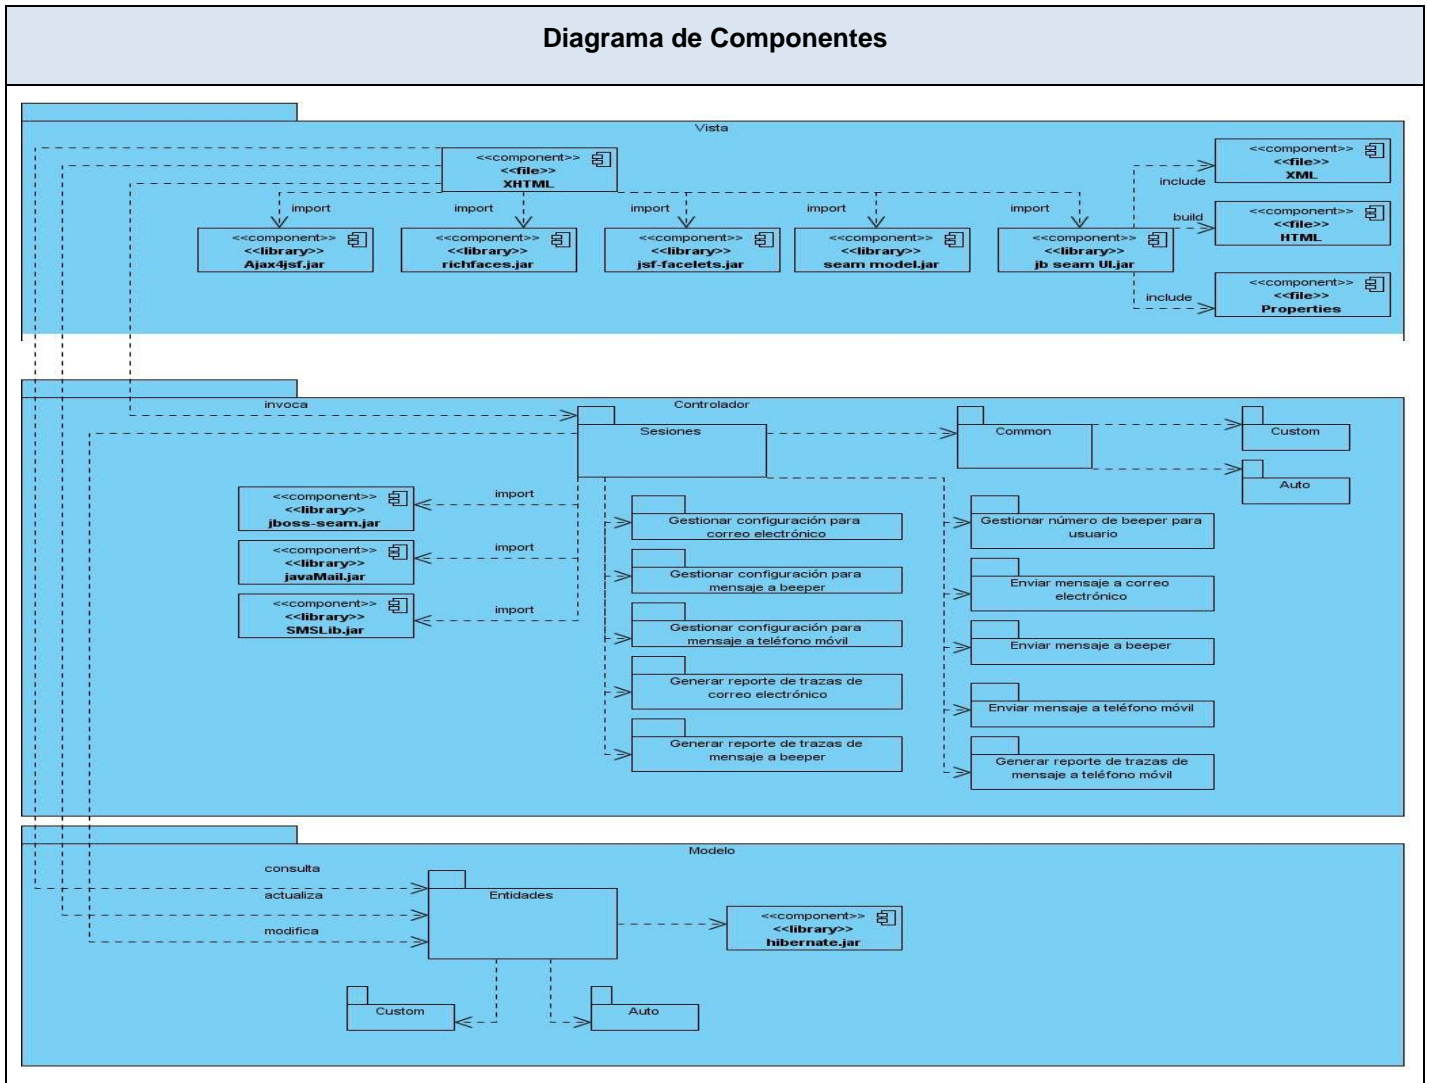 Diagrama de Componentes
Vista
<<component>>
<<file>>
XHTML
<<component>>
<<file>>
XML
include
import
import
import
import
import
build
<<component>>
<<file>>
HTML
<<component>>
<<library>>
Ajax4jsf.jar
<<component>>
<<library>>
richfaces.jar
<<component>>
<<library>>
jsf-facelets.jar
<<component>>
<<library>>
seam model.jar
<<component>>
<<library>>
jb seam UI.jar
include
<<component>>
<<file>>
Properties
invoca
Controlador
Sesiones
Common
Custom
Auto
<<component>>
<<library>>
jboss-seam.jar
import
<<component>>
<<library>>
javaMail.jar
import
<<component>>
<<library>>
SMSLib.jar
import
Gestionar configuración para
correo electrónico
Gestionar configuración para
mensaje a beeper
Gestionar configuración para
mensaje a teléfono móvil
Generar reporte de trazas de
correo electrónico
Generar reporte de trazas de
mensaje a beeper
Gestionar número de beeper para
usuario
Enviar mensaje a correo
electrónico
Enviar mensaje a beeper
Enviar mensaje a teléfono móvil
Generar reporte de trazas de
mensaje a teléfono móvil
Modelo
consulta
actualiza
modifica
Entidades
<<component>>
<<library>>
hibernate.jar
Custom
Auto